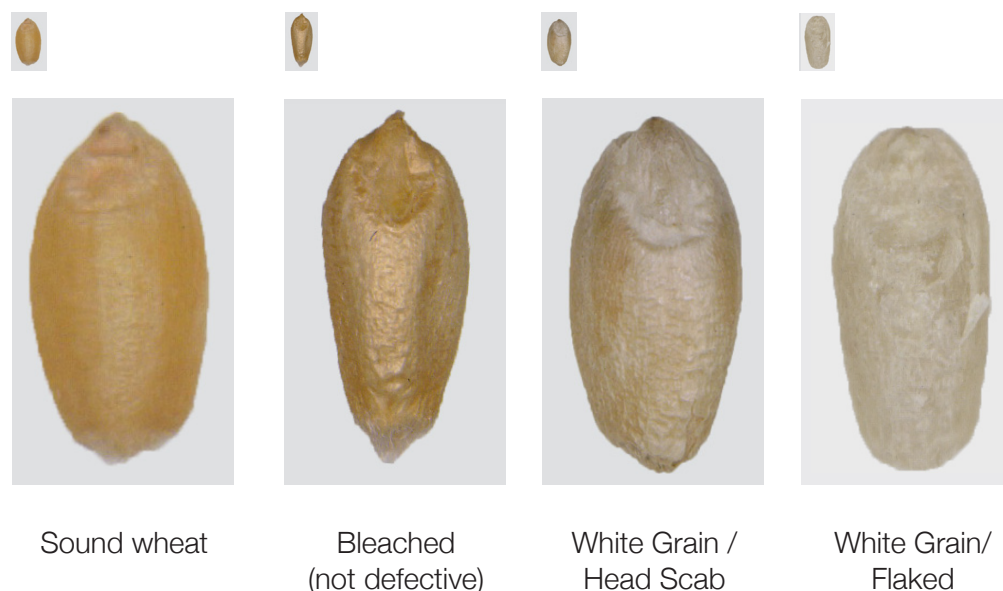 Sound wheat
Bleached
(not defective)
White Grain /
Head Scab
White Grain/
Flaked